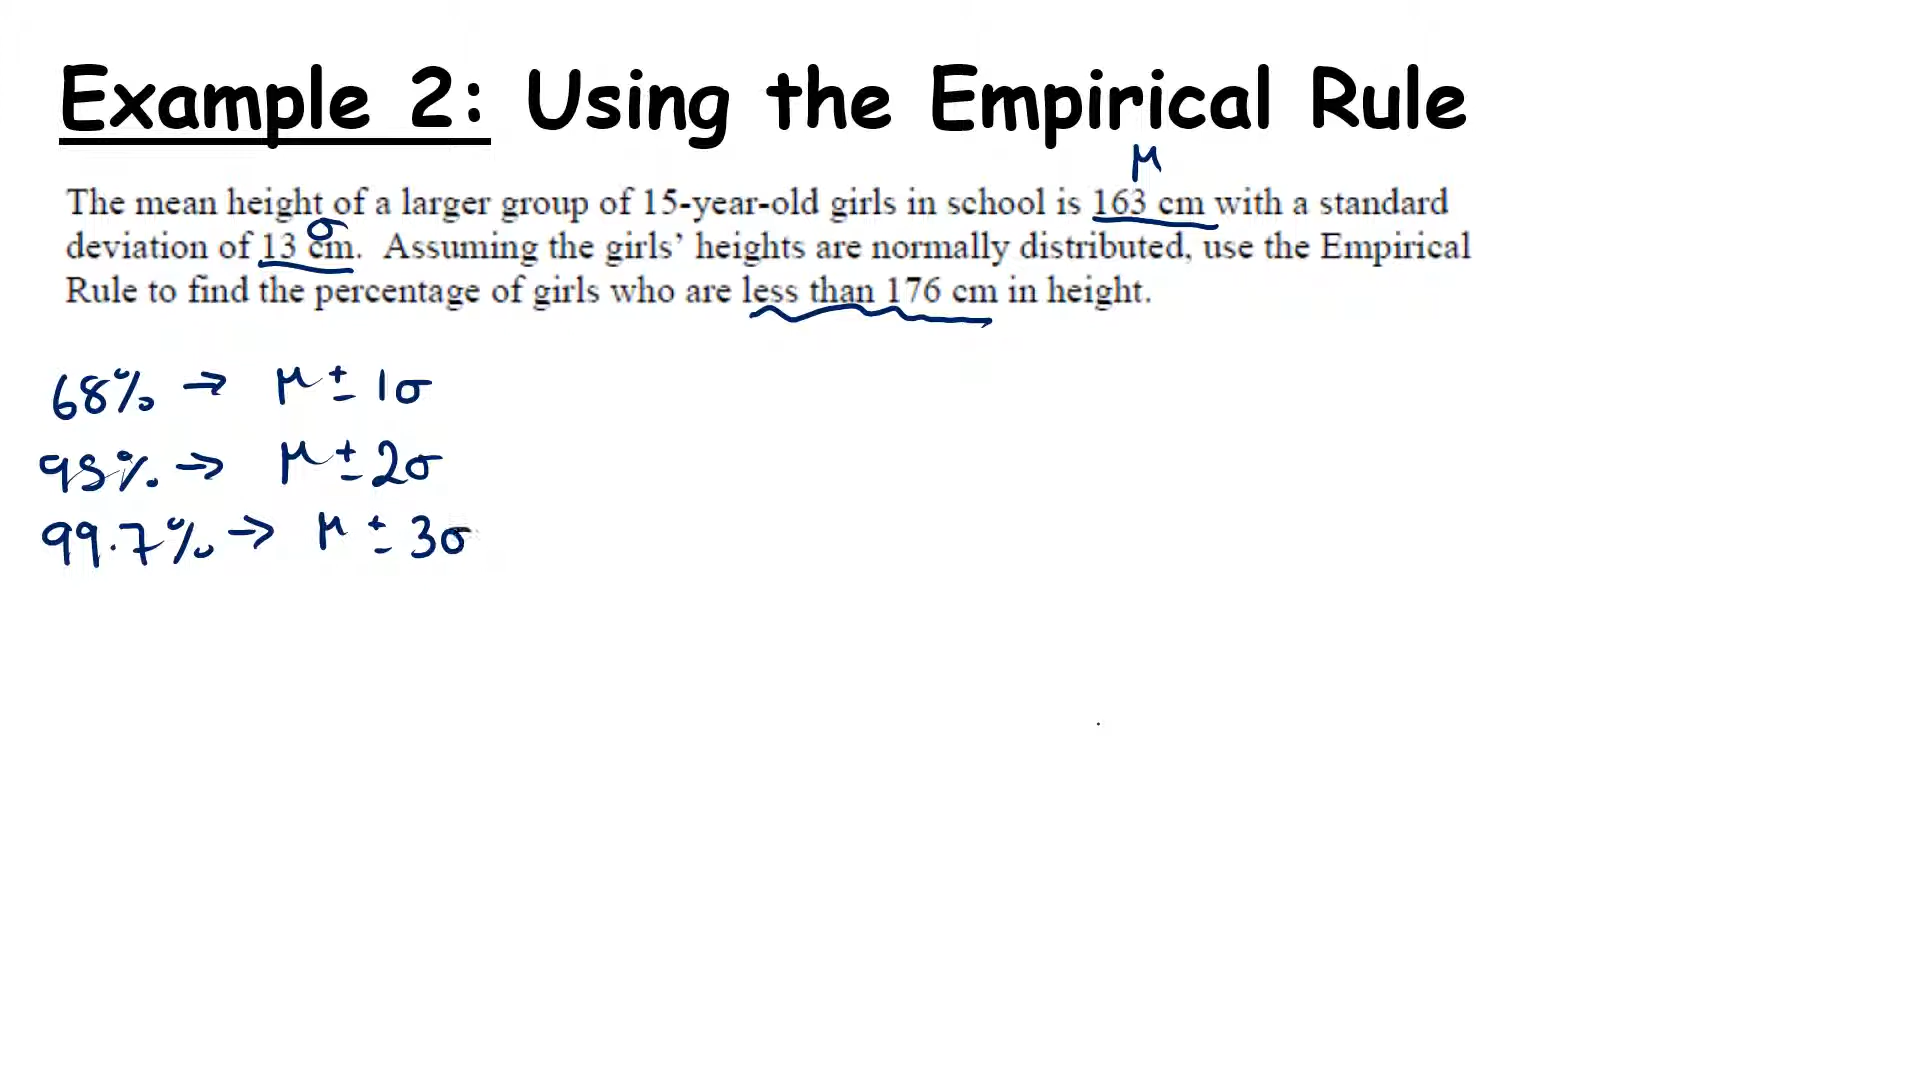 Example 2: Using the Empirical Rule
μ
The mean height of a larger group of 15-year-old girls in school is 163 cm with a standard
σ
deviation of 13 cm. Assuming the girls’ heights are normally distributed, use the Empirical
Rule to find the percentage of girls who are less than 176 cm in height.
68% → μ ± 1σ
95% → μ ± 2σ
99.7% → μ ± 3σ